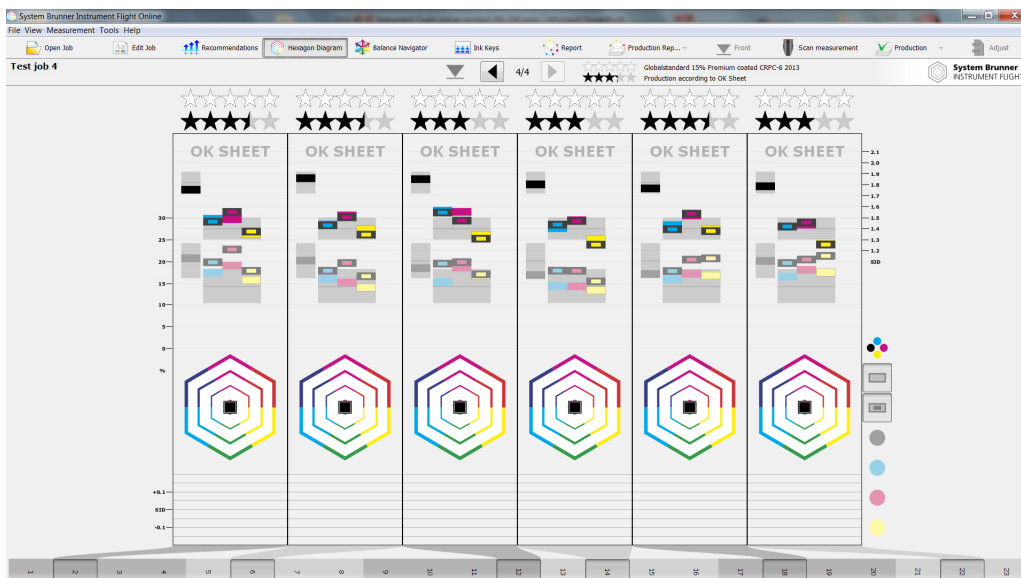 System Brunner Instrument Flight Online
File View Measurement Tools Help
Open Job Edit Job Recommendations Hexagon Diagram Balance Navigator Ink Keys Report Production Rep... Front Scan measurement Production Adjust
Test job 4
4/4
Globalstandard 15% Premium coated CRPC-6 2013
Production according to OK Sheet
System Brunner
INSTRUMENT FLIGHT
OK SHEET OK SHEET OK SHEET OK SHEET OK SHEET OK SHEET
2.1
2.0
1.9
1.8
1.7
1.6
30 1.5
1.4
25 1.3
1.2
20 SID
15
10
5
0
%
+0.1
SID
-0.1
1 2 3 4 5 6 7 8 9 10 11 12 13 14 15 16 17 18 19 20 21 22 23